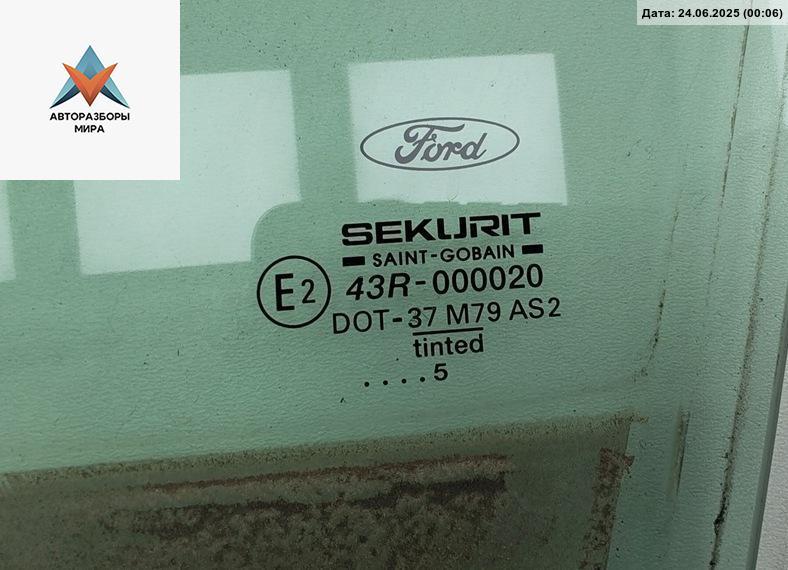 Дата: 24.06.2025 (00:06)
АВТОРАЗБОРЫ
МИРА
Ford
SEKURIT
SAINT-GOBAIN
E2
43R-000020
DOT-37 M79 AS2
tinted
....5